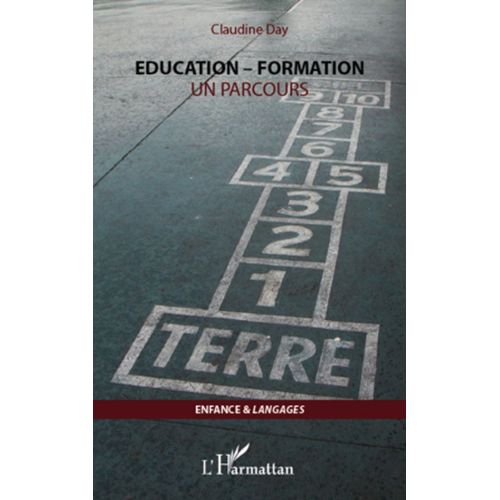 Claudine Day
EDUCATION – FORMATION
UN PARCOURS
9 10
8
7
6
4 5
3
2
1
TERRE
ENFANCE & LANGAGES
L'Harmattan